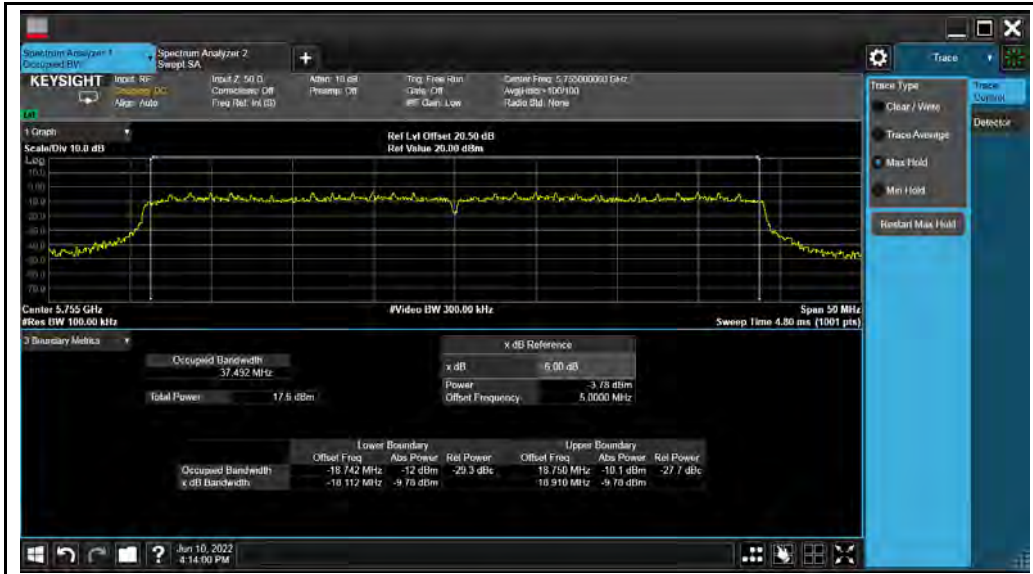 Spectrum Analyzer 1
Occupied BW
Spectrum Analyzer 2
Swept SA
+
Trace
KEYSIGHT
Input: RF
Coupling: DC
Align: Auto
Input Z: 50 Ω
Corrections: Off
Freq Ref: Int (S)
Atten: 10 dB
Preamp: Off
Trig: Free Run
Gate: Off
#IF Gain: Low
Center Freq: 5.755000000 GHz
Avg|Hold:>100/100
Radio Std: None
Trace Type
Clear / Write
Trace Average
Max Hold
Min Hold
Restart Max Hold
Trace Control
Detector
1 Graph
Scale/Div 10.0 dB
Ref Lvl Offset 20.50 dB
Ref Value 20.00 dBm
Log
10.0
0.00
Center 5.755 GHz
#Res BW 100.00 kHz
#Video BW 300.00 kHz
Span 50 MHz
Sweep Time 4.80 ms (1001 pts)
3 Boundary Metrics
Occupied Bandwidth
37.492 MHz
Total Power 17.6 dBm
x dB Reference
x dB -6.00 dB
Power -3.78 dBm
Offset Frequency 5.0000 MHz
Lower Boundary Upper Boundary
Offset Freq Abs Power Rel Power Offset Freq Abs Power Rel Power
Occupied Bandwidth -18.742 MHz -12 dBm -29.3 dBc 18.750 MHz -10.1 dBm -27.7 dBc
x dB Bandwidth -18.112 MHz -9.78 dBm 18.910 MHz -9.78 dBm
?
Jun 10, 2022
4:14:00 PM